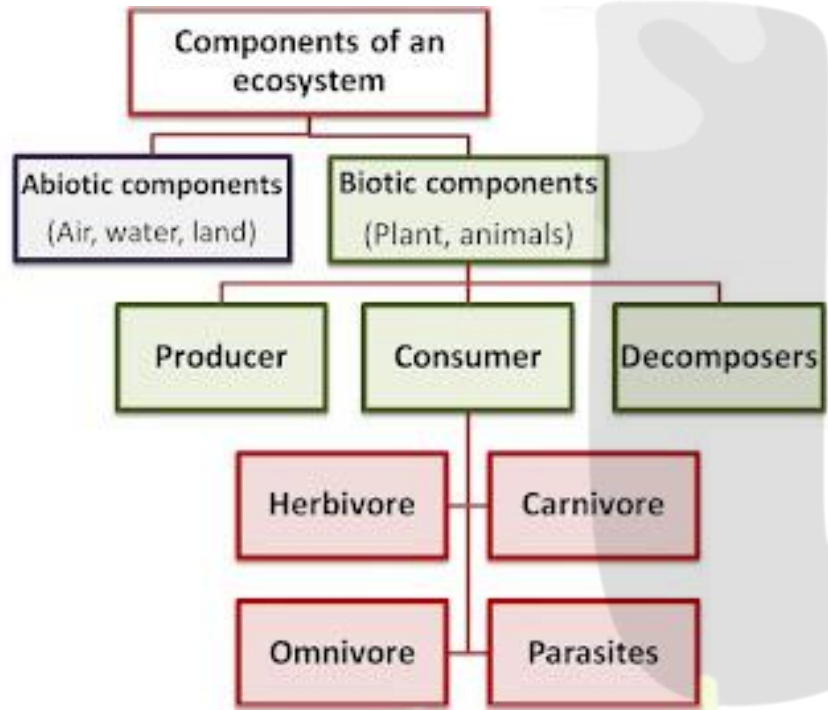 Components of an
ecosystem
Abiotic components
(Air, water, land)
Biotic components
(Plant, animals)
Producer
Consumer
Decomposers
Herbivore
Carnivore
Omnivore
Parasites